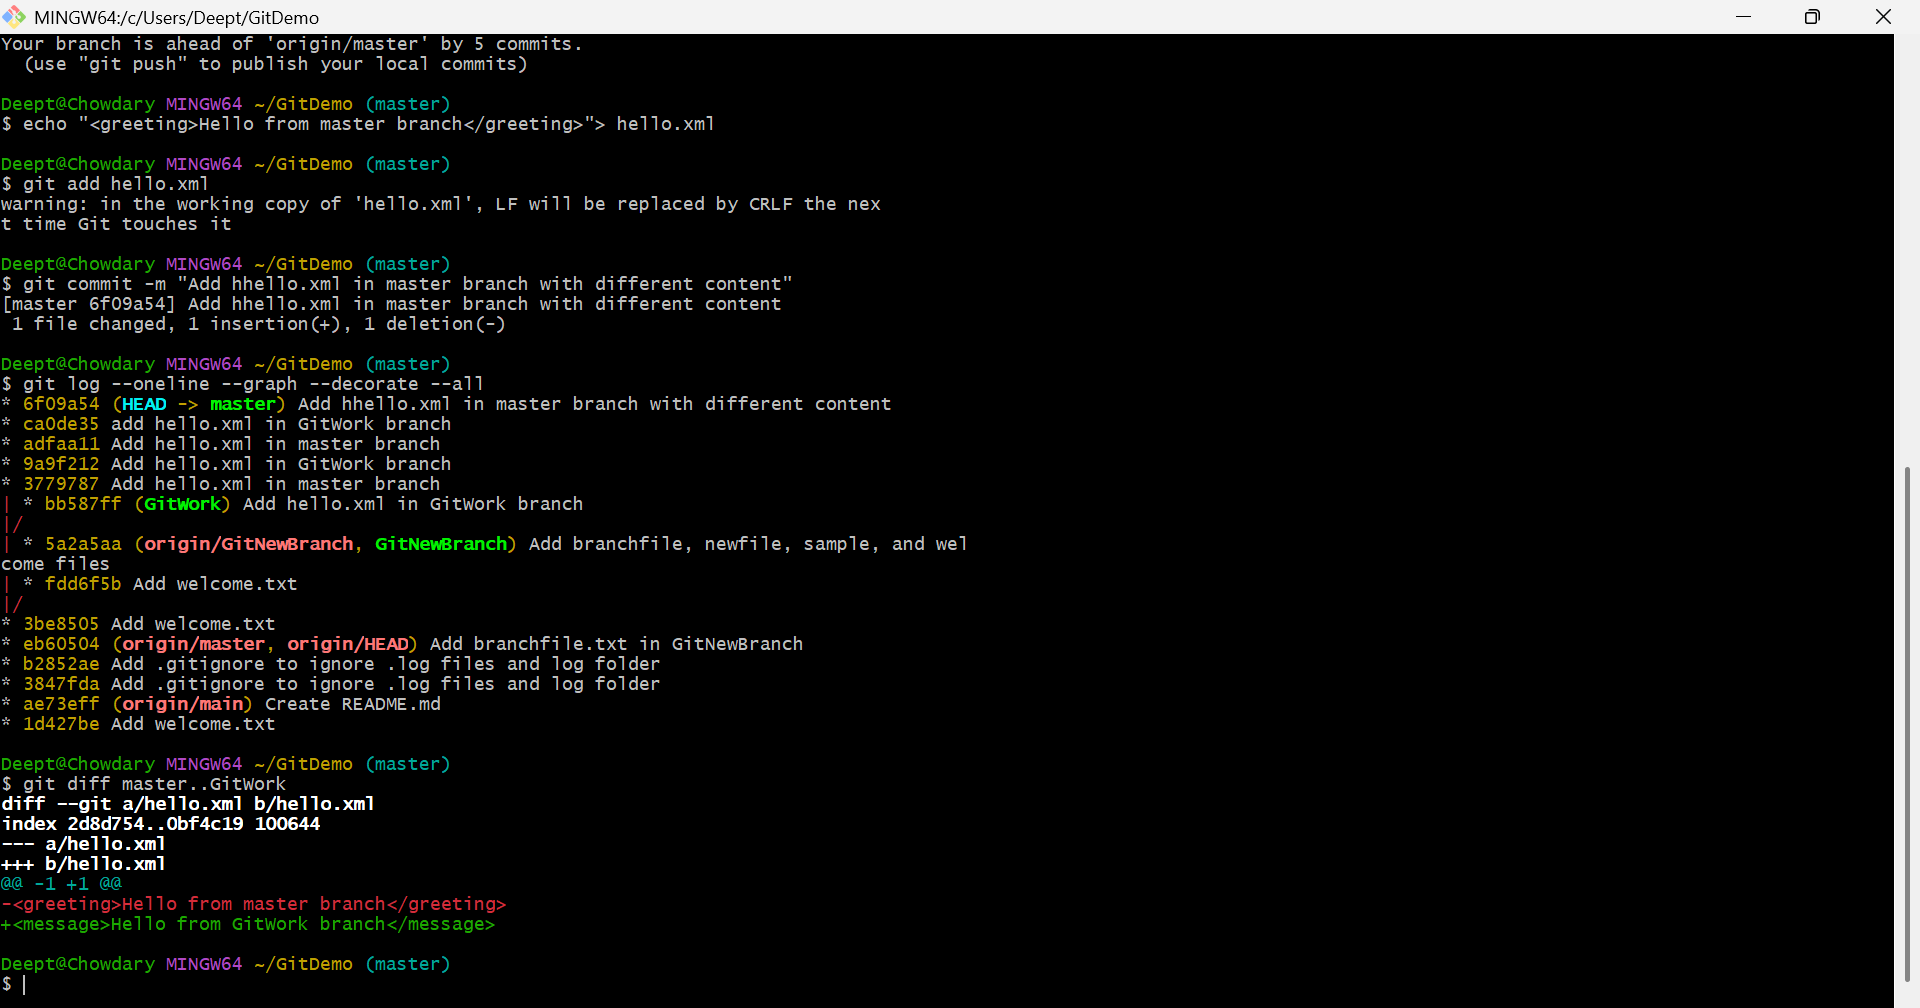 MINGW64:/c/Users/Deept/GitDemo
Your branch is ahead of 'origin/master' by 5 commits.
  (use "git push" to publish your local commits)
Deept@Chowdary MINGW64 ~/GitDemo (master)
$ echo "<greeting>Hello from master branch</greeting>"> hello.xml
Deept@Chowdary MINGW64 ~/GitDemo (master)
$ git add hello.xml
warning: in the working copy of 'hello.xml', LF will be replaced by CRLF the nex
t time Git touches it
Deept@Chowdary MINGW64 ~/GitDemo (master)
$ git commit -m "Add hhello.xml in master branch with different content"
[master 6f09a54] Add hhello.xml in master branch with different content
 1 file changed, 1 insertion(+), 1 deletion(-)
Deept@Chowdary MINGW64 ~/GitDemo (master)
$ git log --oneline --graph --decorate --all
* 6f09a54 (HEAD -> master) Add hhello.xml in master branch with different content
* ca0de35 add hello.xml in GitWork branch
* adfaa11 Add hello.xml in master branch
* 9a9f212 Add hello.xml in GitWork branch
* 3779787 Add hello.xml in master branch
| * bb587ff (GitWork) Add hello.xml in GitWork branch
|/
| * 5a2a5aa (origin/GitNewBranch, GitNewBranch) Add branchfile, newfile, sample, and wel
come files
| * fdd6f5b Add welcome.txt
|/
* 3be8505 Add welcome.txt
* eb60504 (origin/master, origin/HEAD) Add branchfile.txt in GitNewBranch
* b2852ae Add .gitignore to ignore .log files and log folder
* 3847fda Add .gitignore to ignore .log files and log folder
* ae73eff (origin/main) Create README.md
* 1d427be Add welcome.txt
Deept@Chowdary MINGW64 ~/GitDemo (master)
$ git diff master..GitWork
diff --git a/hello.xml b/hello.xml
index 2d8d754..0bf4c19 100644
--- a/hello.xml
+++ b/hello.xml
@@ -1 +1 @@
-<greeting>Hello from master branch</greeting>
+<message>Hello from GitWork branch</message>
Deept@Chowdary MINGW64 ~/GitDemo (master)
$